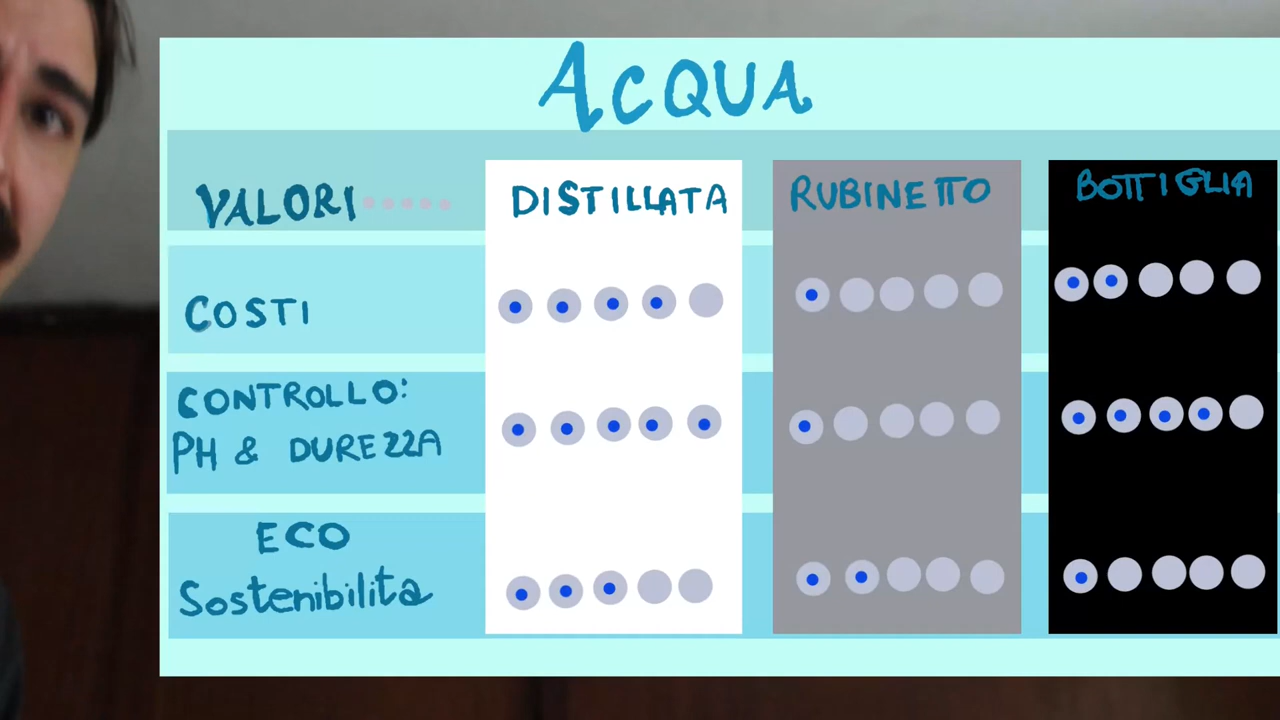 ACQUA
VALORI
DISTILLATA
RUBINETTO
BOTTIGLIA
COSTI
CONTROLLO:
PH & DUREZZA
ECO
Sostenibilita